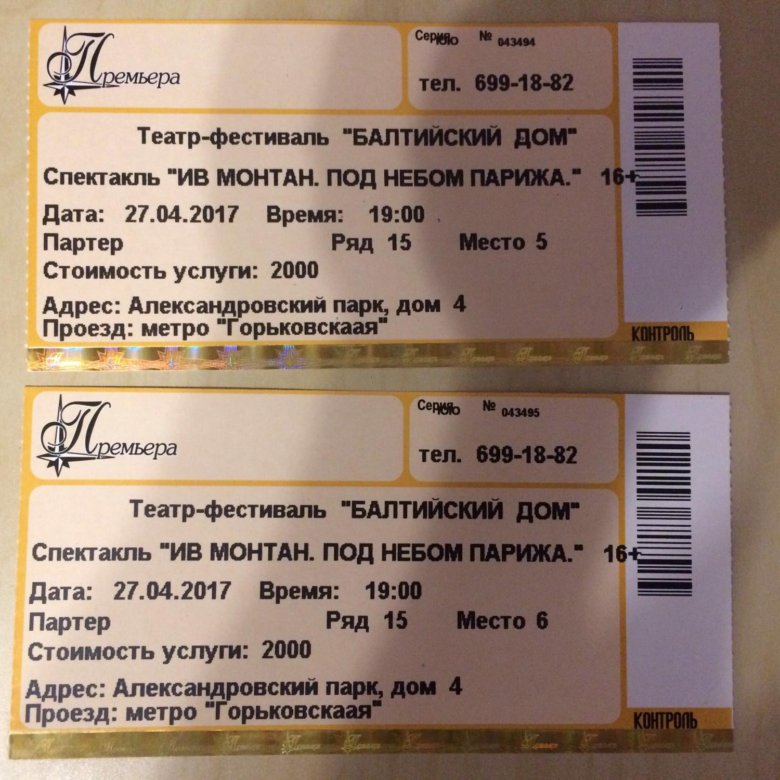 Премьера
Серия ЮЮ № 043494
тел. 699-18-82
Театр-фестиваль "БАЛТИЙСКИЙ ДОМ"
Спектакль "ИВ МОНТАН. ПОД НЕБОМ ПАРИЖА." 16+
Дата: 27.04.2017 Время: 19:00
Партер Ряд 15 Место 5
Стоимость услуги: 2000
Адрес: Александровский парк, дом 4
Проезд: метро "Горьковскаая"
КОНТРОЛЬ
Премьера
Серия ЮЮ № 043495
тел. 699-18-82
Театр-фестиваль "БАЛТИЙСКИЙ ДОМ"
Спектакль "ИВ МОНТАН. ПОД НЕБОМ ПАРИЖА." 16+
Дата: 27.04.2017 Время: 19:00
Партер Ряд 15 Место 6
Стоимость услуги: 2000
Адрес: Александровский парк, дом 4
Проезд: метро "Горьковскаая"
КОНТРОЛЬ